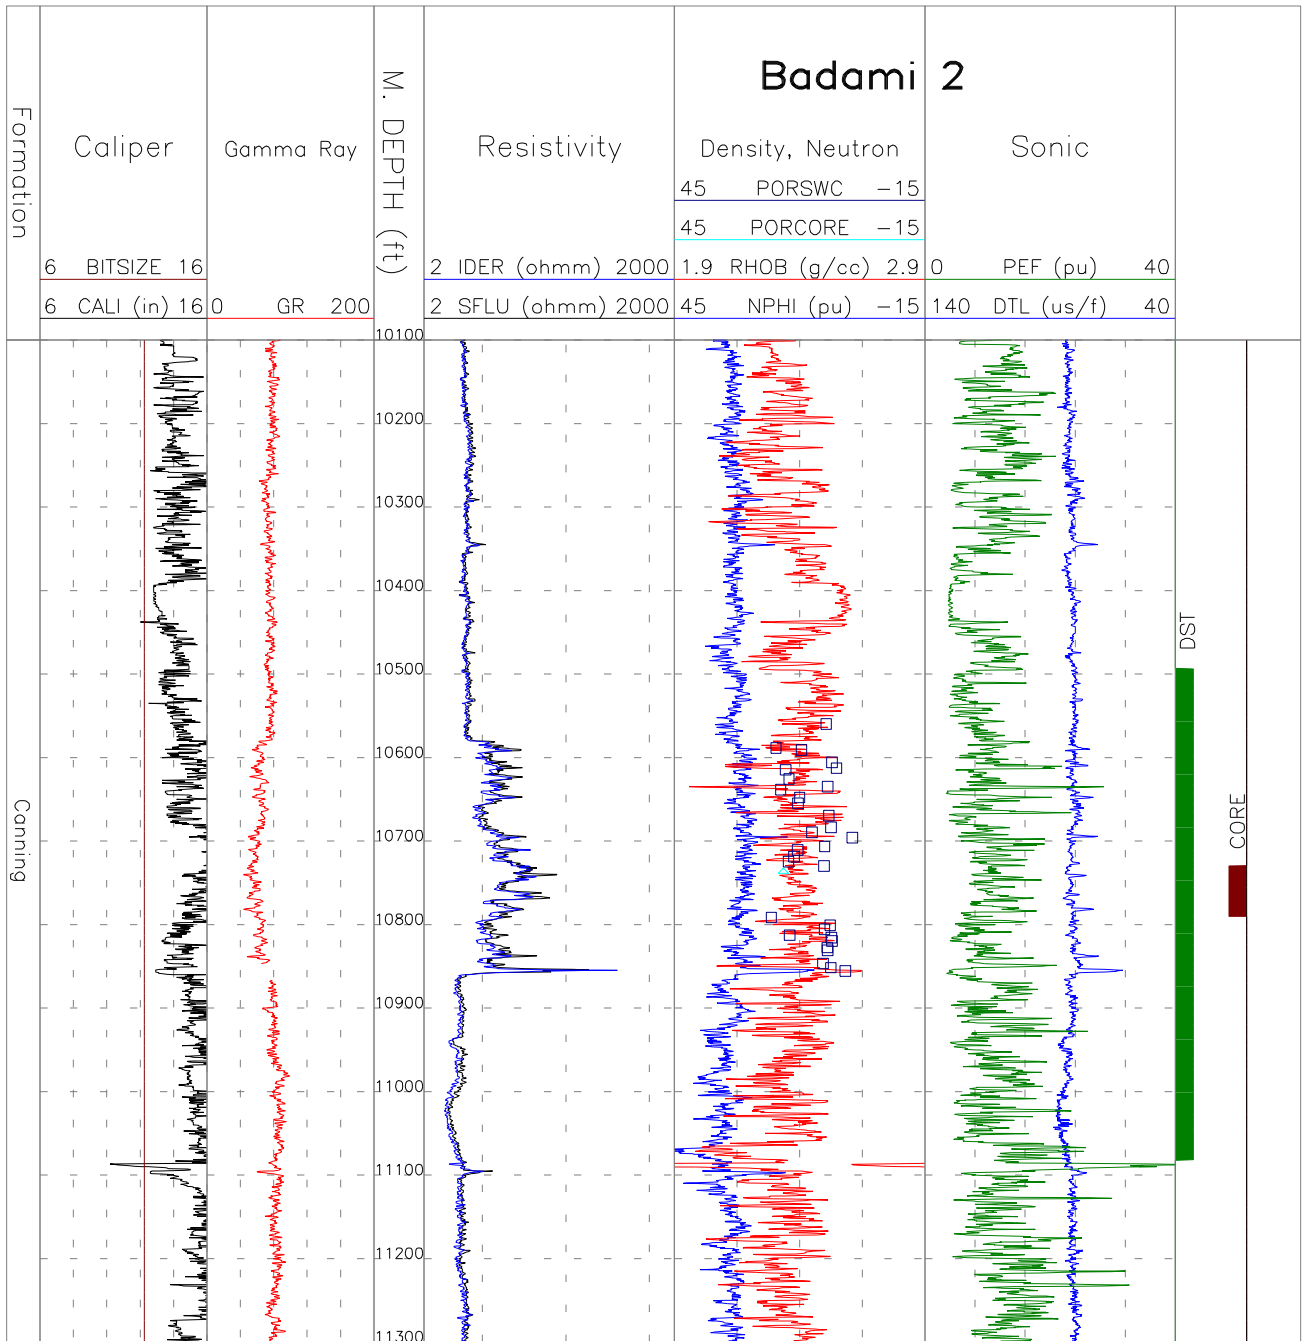 Badami 2
Formation
Caliper
Gamma Ray
M. DEPTH (ft)
Resistivity
Density, Neutron
Sonic
45 PORSWC -15
45 PORCORE -15
6 BITSIZE 16
2 IDER (ohmm) 2000
1.9 RHOB (g/cc) 2.9
0 PEF (pu) 40
6 CALI (in) 16
0 GR 200
2 SFLU (ohmm) 2000
45 NPHI (pu) -15
140 DTL (us/f) 40
10100
10200
10300
10400
10500
10600
10700
10800
10900
11000
11100
11200
11300
Canning
DST
CORE